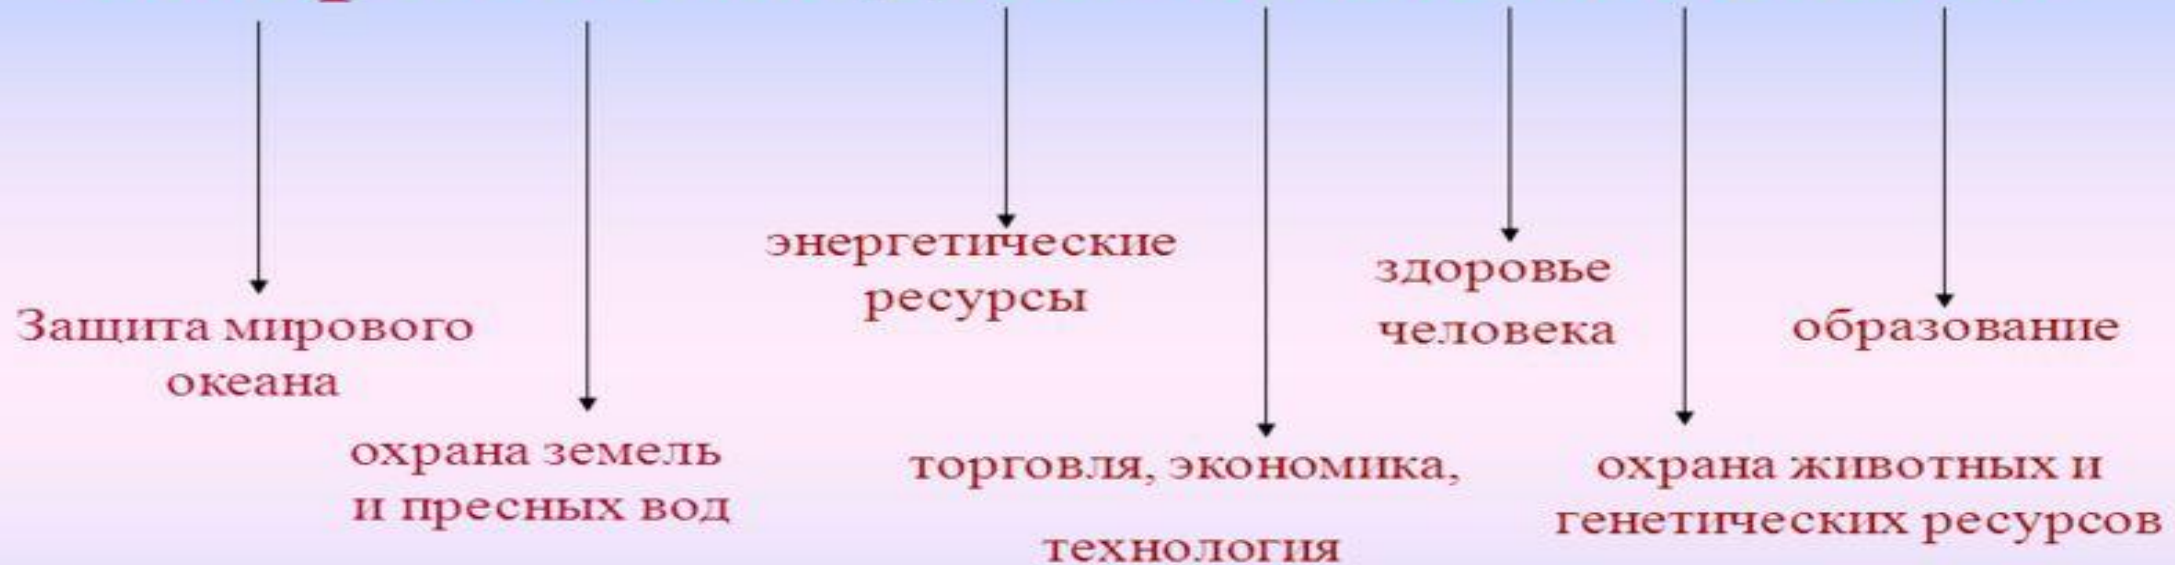 Защита мирового
океана
охрана земель
и пресных вод
энергетические
ресурсы
торговля, экономика,
технология
здоровье
человека
охрана животных и
генетических ресурсов
образование